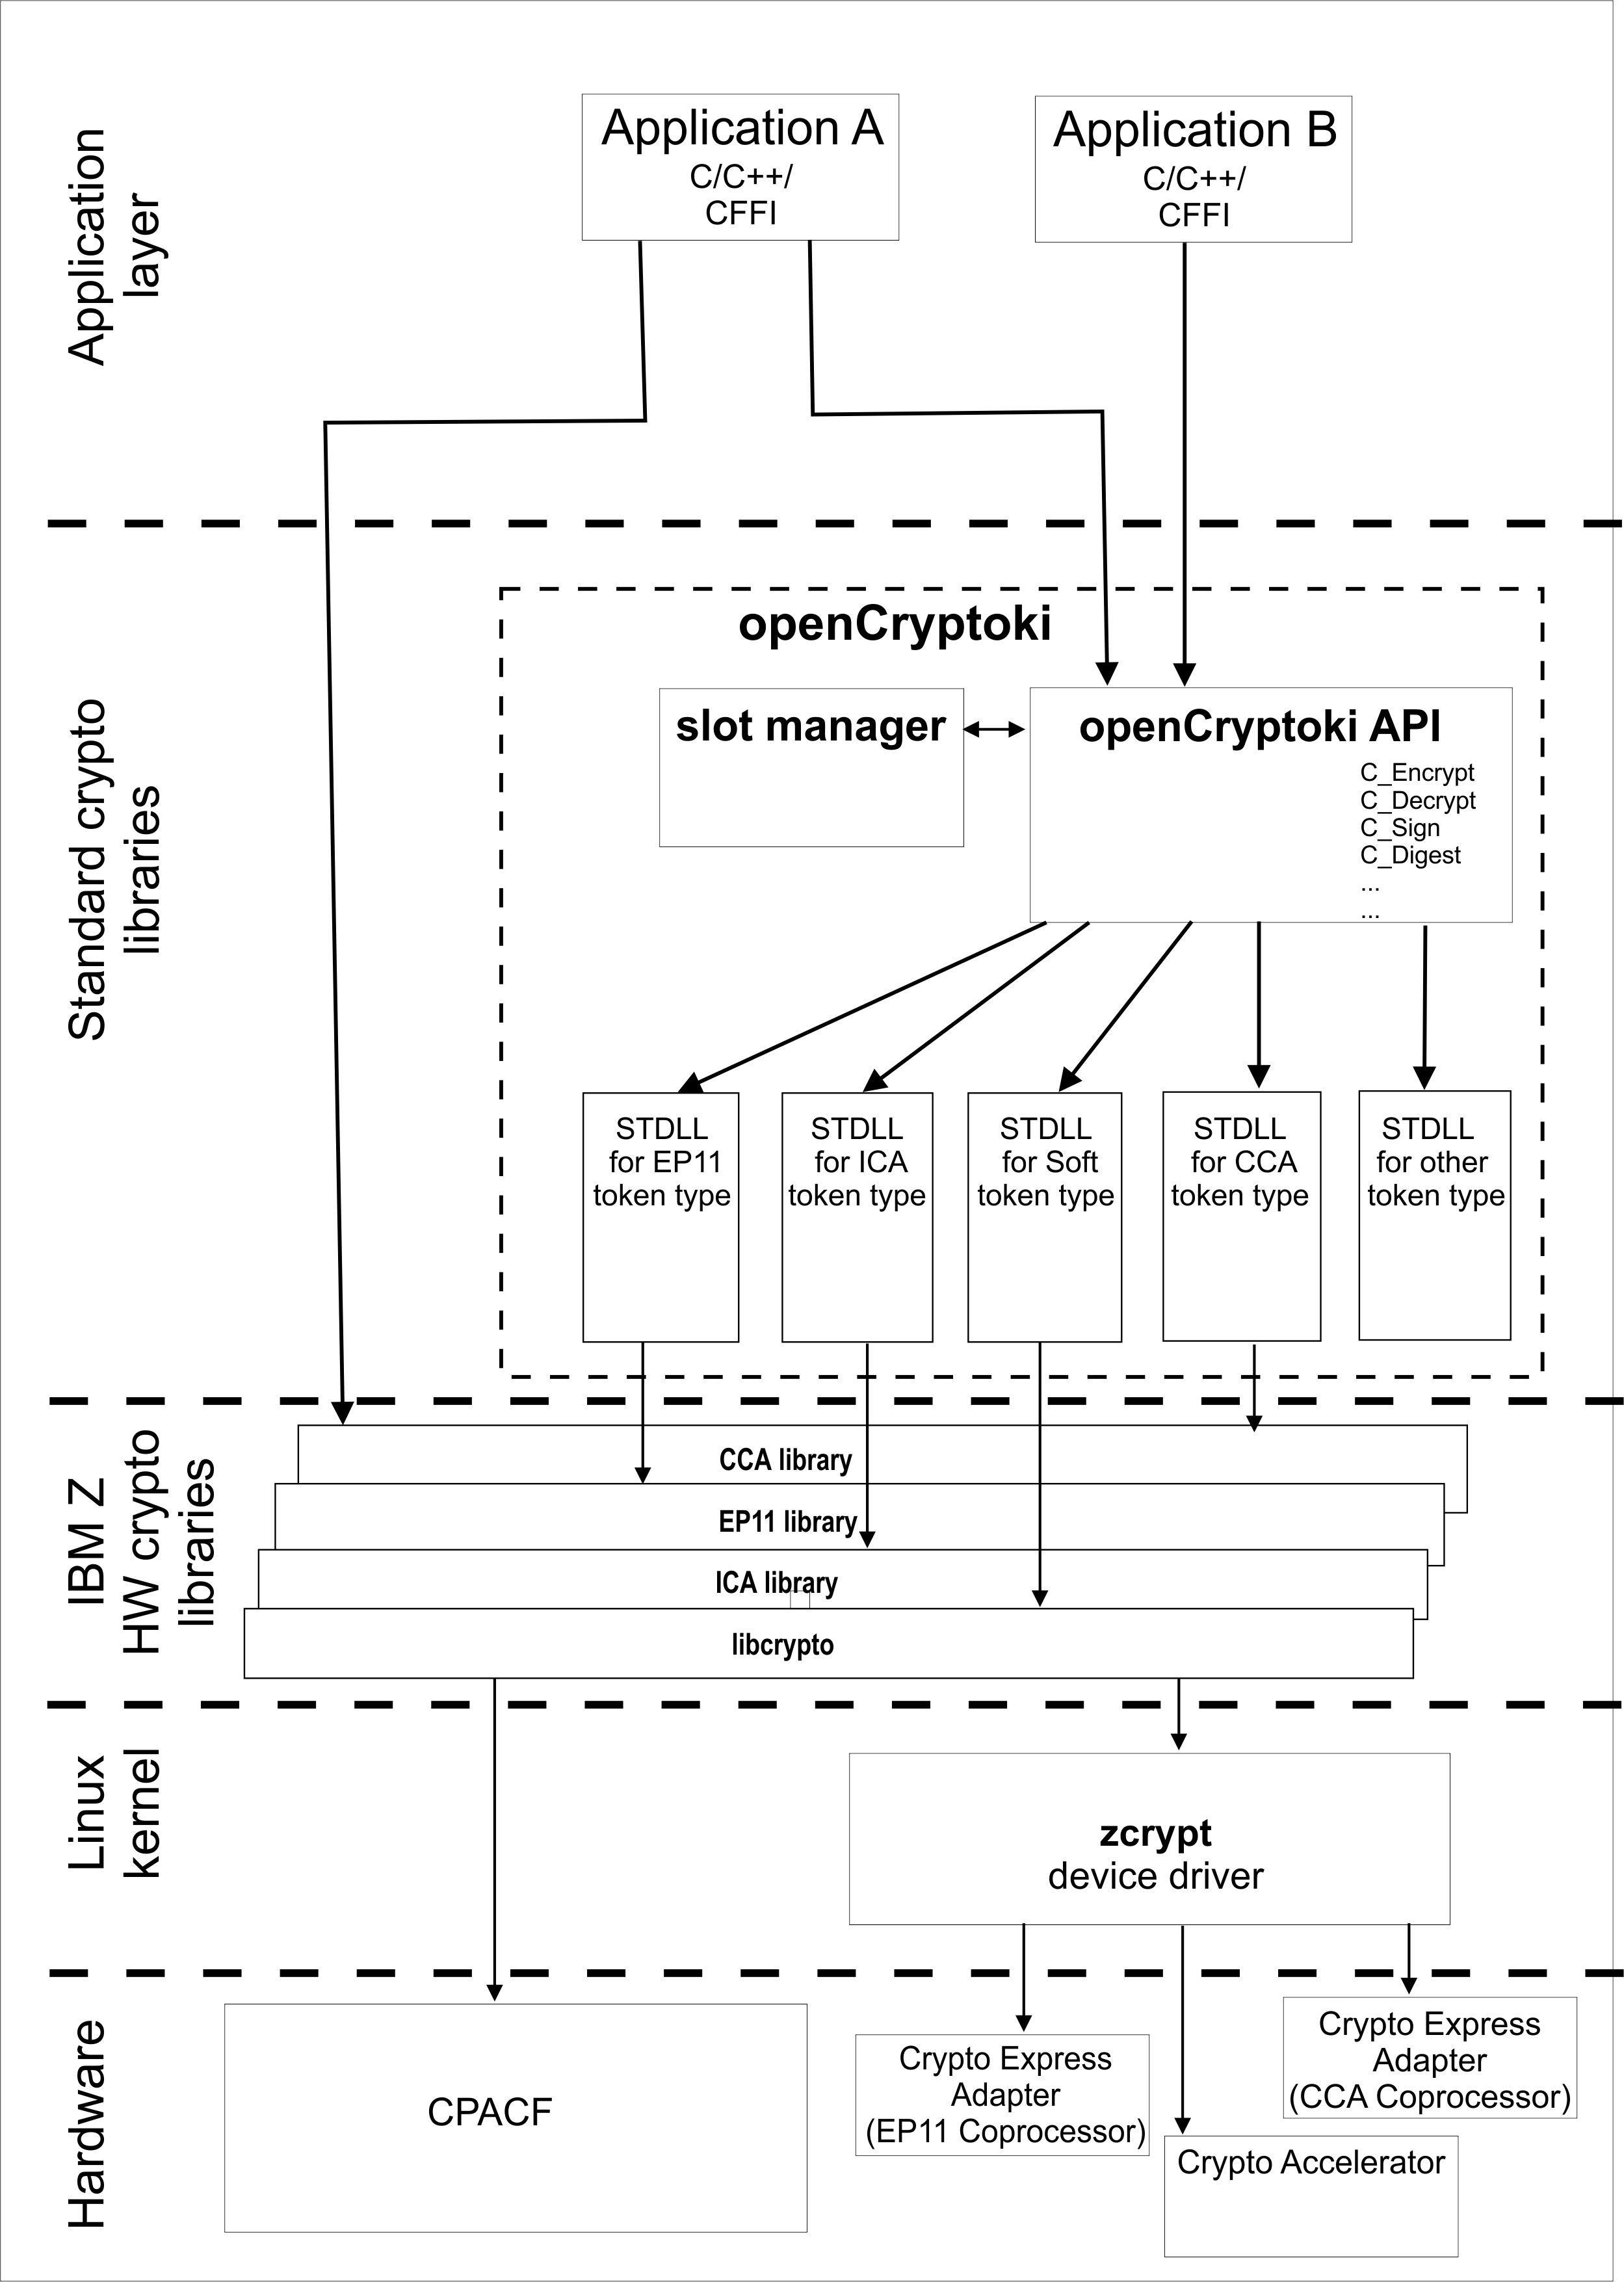 Application
layer
Application A
C/C++/
CFFI
Application B
C/C++/
CFFI
Standard crypto
libraries
openCryptoki
slot manager
openCryptoki API
C_Encrypt
C_Decrypt
C_Sign
C_Digest
...
...
STDLL
for EP11
token type
STDLL
for ICA
token type
STDLL
for Soft
token type
STDLL
for CCA
token type
STDLL
for other
token type
IBM Z
HW crypto
libraries
CCA library
EP11 library
ICA library
libcrypto
Linux
kernel
zcrypt
device driver
Hardware
CPACF
Crypto Express
Adapter
(EP11 Coprocessor)
Crypto Accelerator
Crypto Express
Adapter
(CCA Coprocessor)